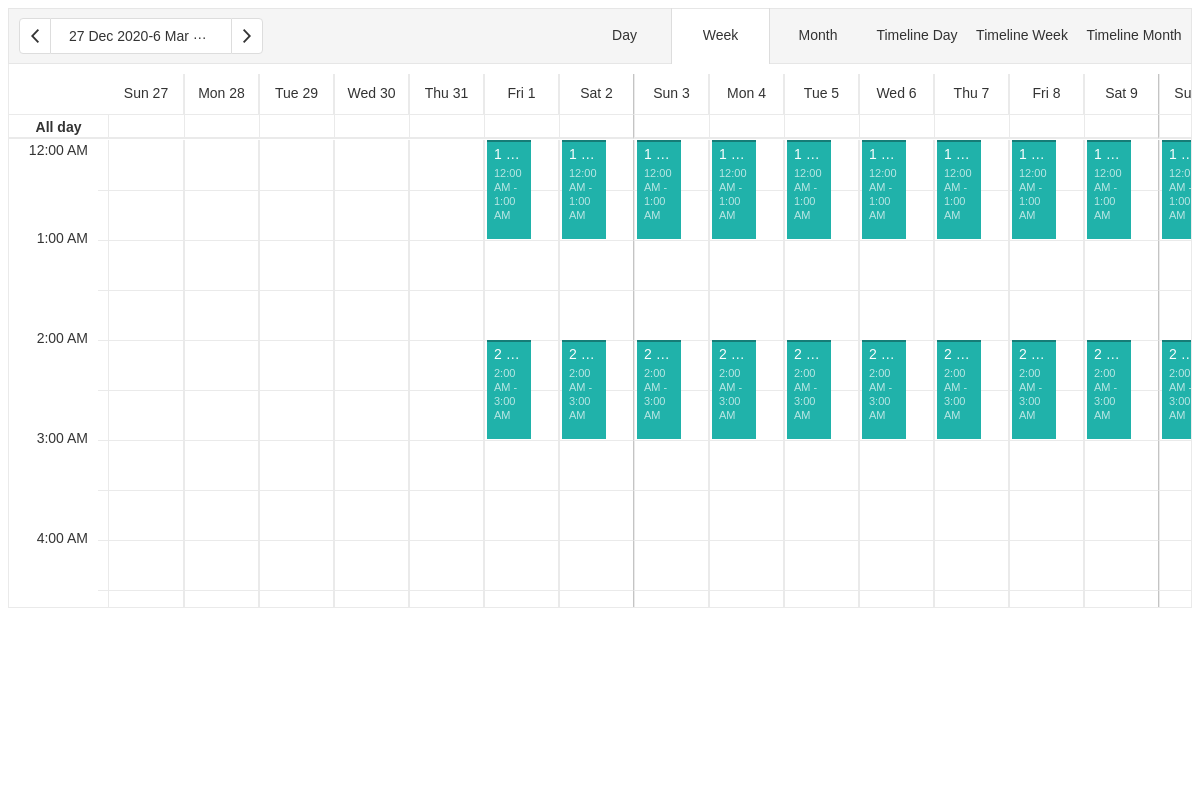 27 Dec 2020-6 Mar ...
Day Week Month Timeline Day Timeline Week Timeline Month
Sun 27 Mon 28 Tue 29 Wed 30 Thu 31 Fri 1 Sat 2 Sun 3 Mon 4 Tue 5 Wed 6 Thu 7 Fri 8 Sat 9 Su
All day
12:00 AM
1 ... 1 ... 1 ... 1 ... 1 ... 1 ... 1 ... 1 ... 1 ... 1 ...
12:00 12:00 12:00 12:00 12:00 12:00 12:00 12:00 12:00 12:0
AM - AM - AM - AM - AM - AM - AM - AM - AM - AM -
1:00 1:00 1:00 1:00 1:00 1:00 1:00 1:00 1:00 1:00
AM AM AM AM AM AM AM AM AM AM
1:00 AM
2:00 AM
2 ... 2 ... 2 ... 2 ... 2 ... 2 ... 2 ... 2 ... 2 ... 2 ...
2:00 2:00 2:00 2:00 2:00 2:00 2:00 2:00 2:00 2:00
AM - AM - AM - AM - AM - AM - AM - AM - AM - AM -
3:00 3:00 3:00 3:00 3:00 3:00 3:00 3:00 3:00 3:00
AM AM AM AM AM AM AM AM AM AM
3:00 AM
4:00 AM